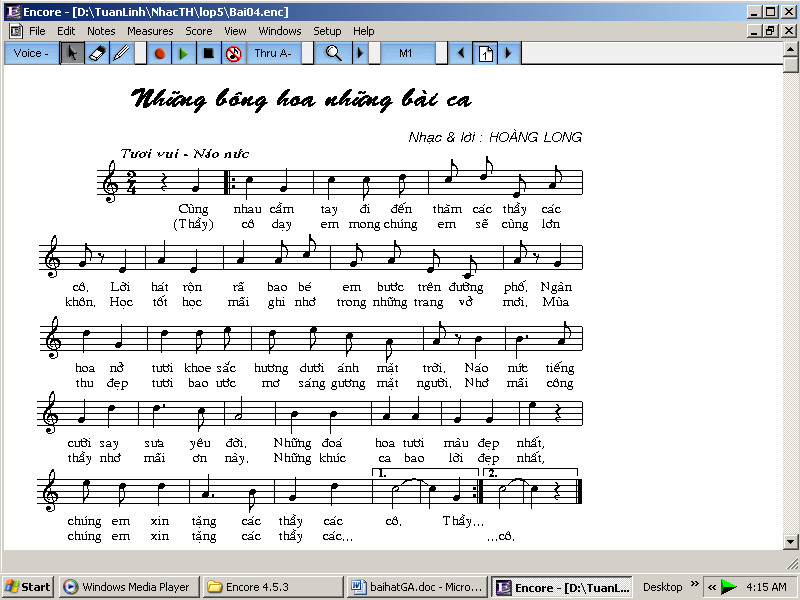 Encore - [D:\TuanLinh\NhacTH\lop5\Bai04.enc]
File Edit Notes Measures Score View Windows Setup Help
Voice - Thru A- M1 1
Những bông hoa những bài ca
Nhạc & lời : HOÀNG LONG
Tươi vui - Náo nức
2
4
Cùng nhau cầm tay đi đến thăm các thầy các
(Thầy) cô dạy em mong chúng em sẽ cùng lớn
cô. Lời hát rộn rã bao bé em bước trên đường phố. Ngàn
khôn. Học tốt học mãi ghi nhớ trong những trang vở mới. Mùa
hoa nở tươi khoe sắc hương dưới ánh mặt trời. Náo nức tiếng
thu đẹp tươi bao ước mơ sáng gương mặt người. Nhớ mãi công
cười say sưa yêu đời. Những đoá hoa tươi màu đẹp nhất,
thầy nhớ mãi ơn này. Những khúc ca bao lời đẹp nhất,
1. 2.
chúng em xin tặng các thầy các cô. Thầy...
chúng em xin tặng các thầy các... ...cô.
Start Windows Media Player Encore 4.5.3 baihatGA.doc - Micro... Encore - [D:\TuanL... Desktop » « 4:15 AM